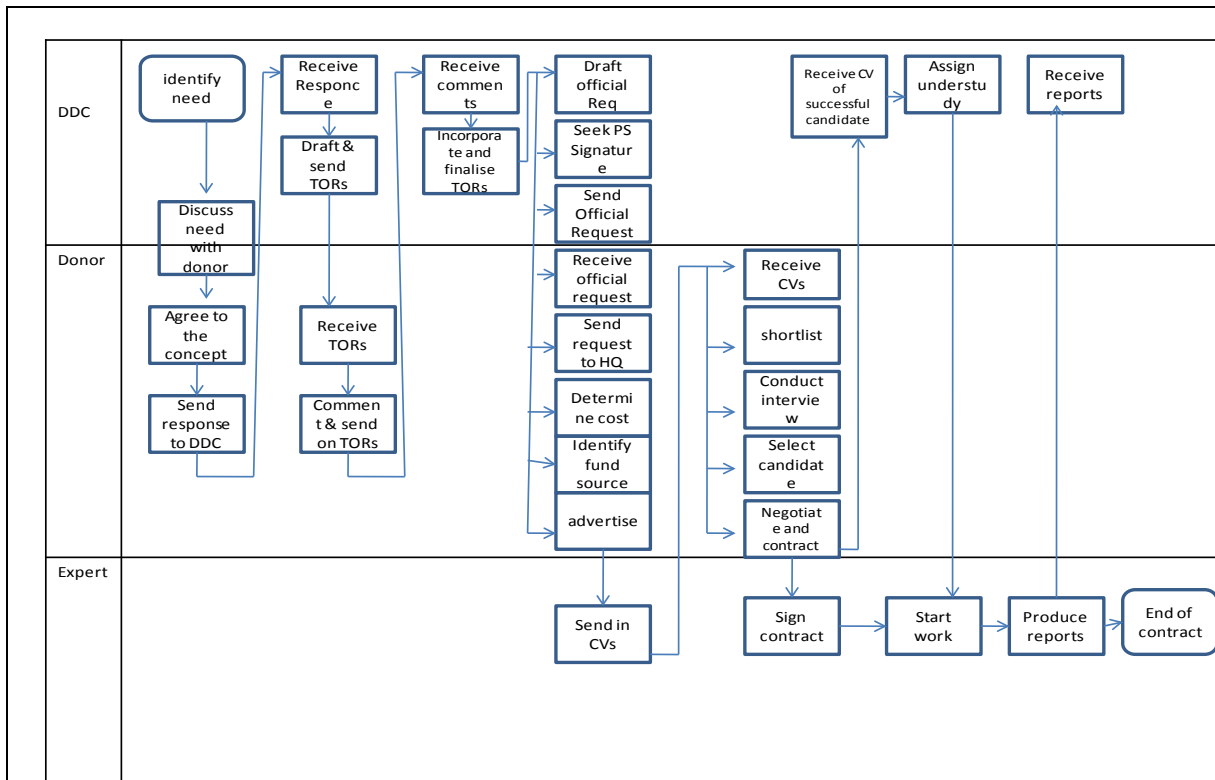 DDC
identify
need
Discuss
need with
donor
Receive
Responc
e
Draft & 
send
TORs
Receive
comments
Incorpora
te and
finalise TORs
Draft
official
Req
Seek PS
Signatur
e
Send
Official
Request
Receive CV
of
successful
candidate
Assign
understu
dy
Receive
reports
Donor
Agree to
the
concept
Send
response
to DDC
Receive
TORs
Commen
t & send
on TORs
Receive
official
request
Send
request
to HQ
Determi
ne cost
Identify
fund
source
advertise
Receive
CVs
shortlist
Conduct
intervie
w
Select
candidat
e
Negotiat
e and
contract
Expert
Send in
CVs
Sign
contract
Start
work
Produce
reports
End of
contract